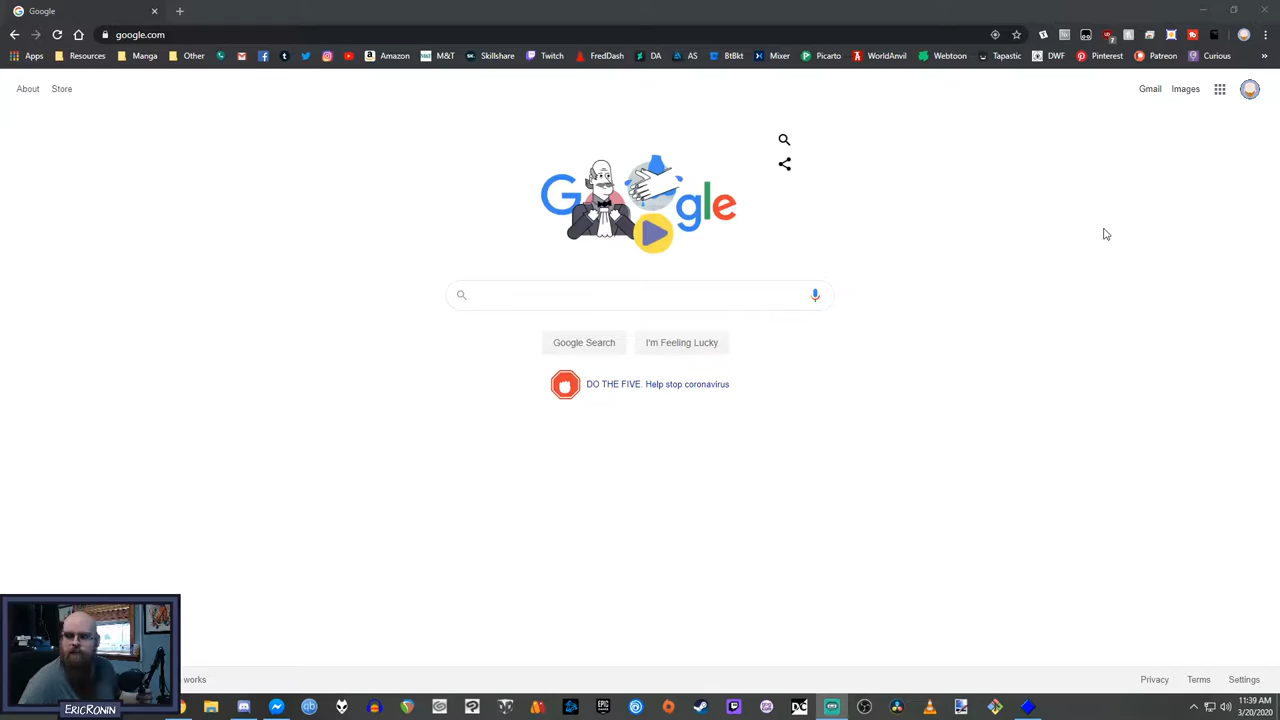 Google
google.com
Apps Resources Manga Other Amazon M&T Skillshare Twitch FredDash DA AS BtBkt Mixer Picarto WorldAnvil Webtoon Tapastic DWF Pinterest Patreon Curious »
About Store
Gmail Images
Google
Google Search I'm Feeling Lucky
DO THE FIVE. Help stop coronavirus
works
Privacy Terms Settings
ERICRONIN
11:39 AM
3/20/2020